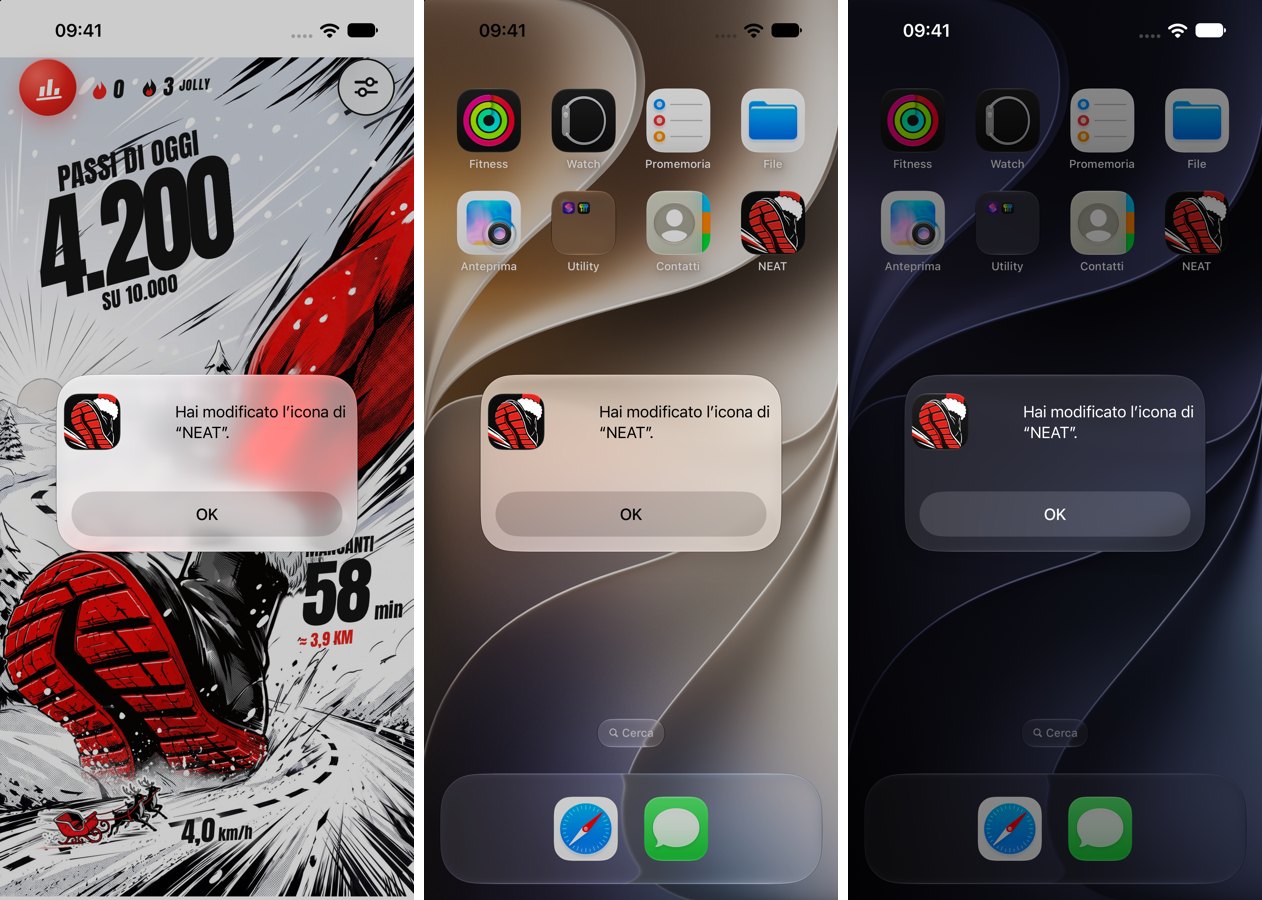 09:41
0
3 JOLLY
PASSI DI OGGI
4.200
SU 10.000
Hai modificato l'icona di
“NEAT”.
OK
MANCANTI
58 min
≈ 3,9 KM
4,0 km/h
09:41
Fitness
Watch
Promemoria
File
Anteprima
Utility
Contatti
NEAT
Hai modificato l'icona di
“NEAT”.
OK
Cerca
09:41
Fitness
Watch
Promemoria
File
Anteprima
Utility
Contatti
NEAT
Hai modificato l'icona di
“NEAT”.
OK
Cerca